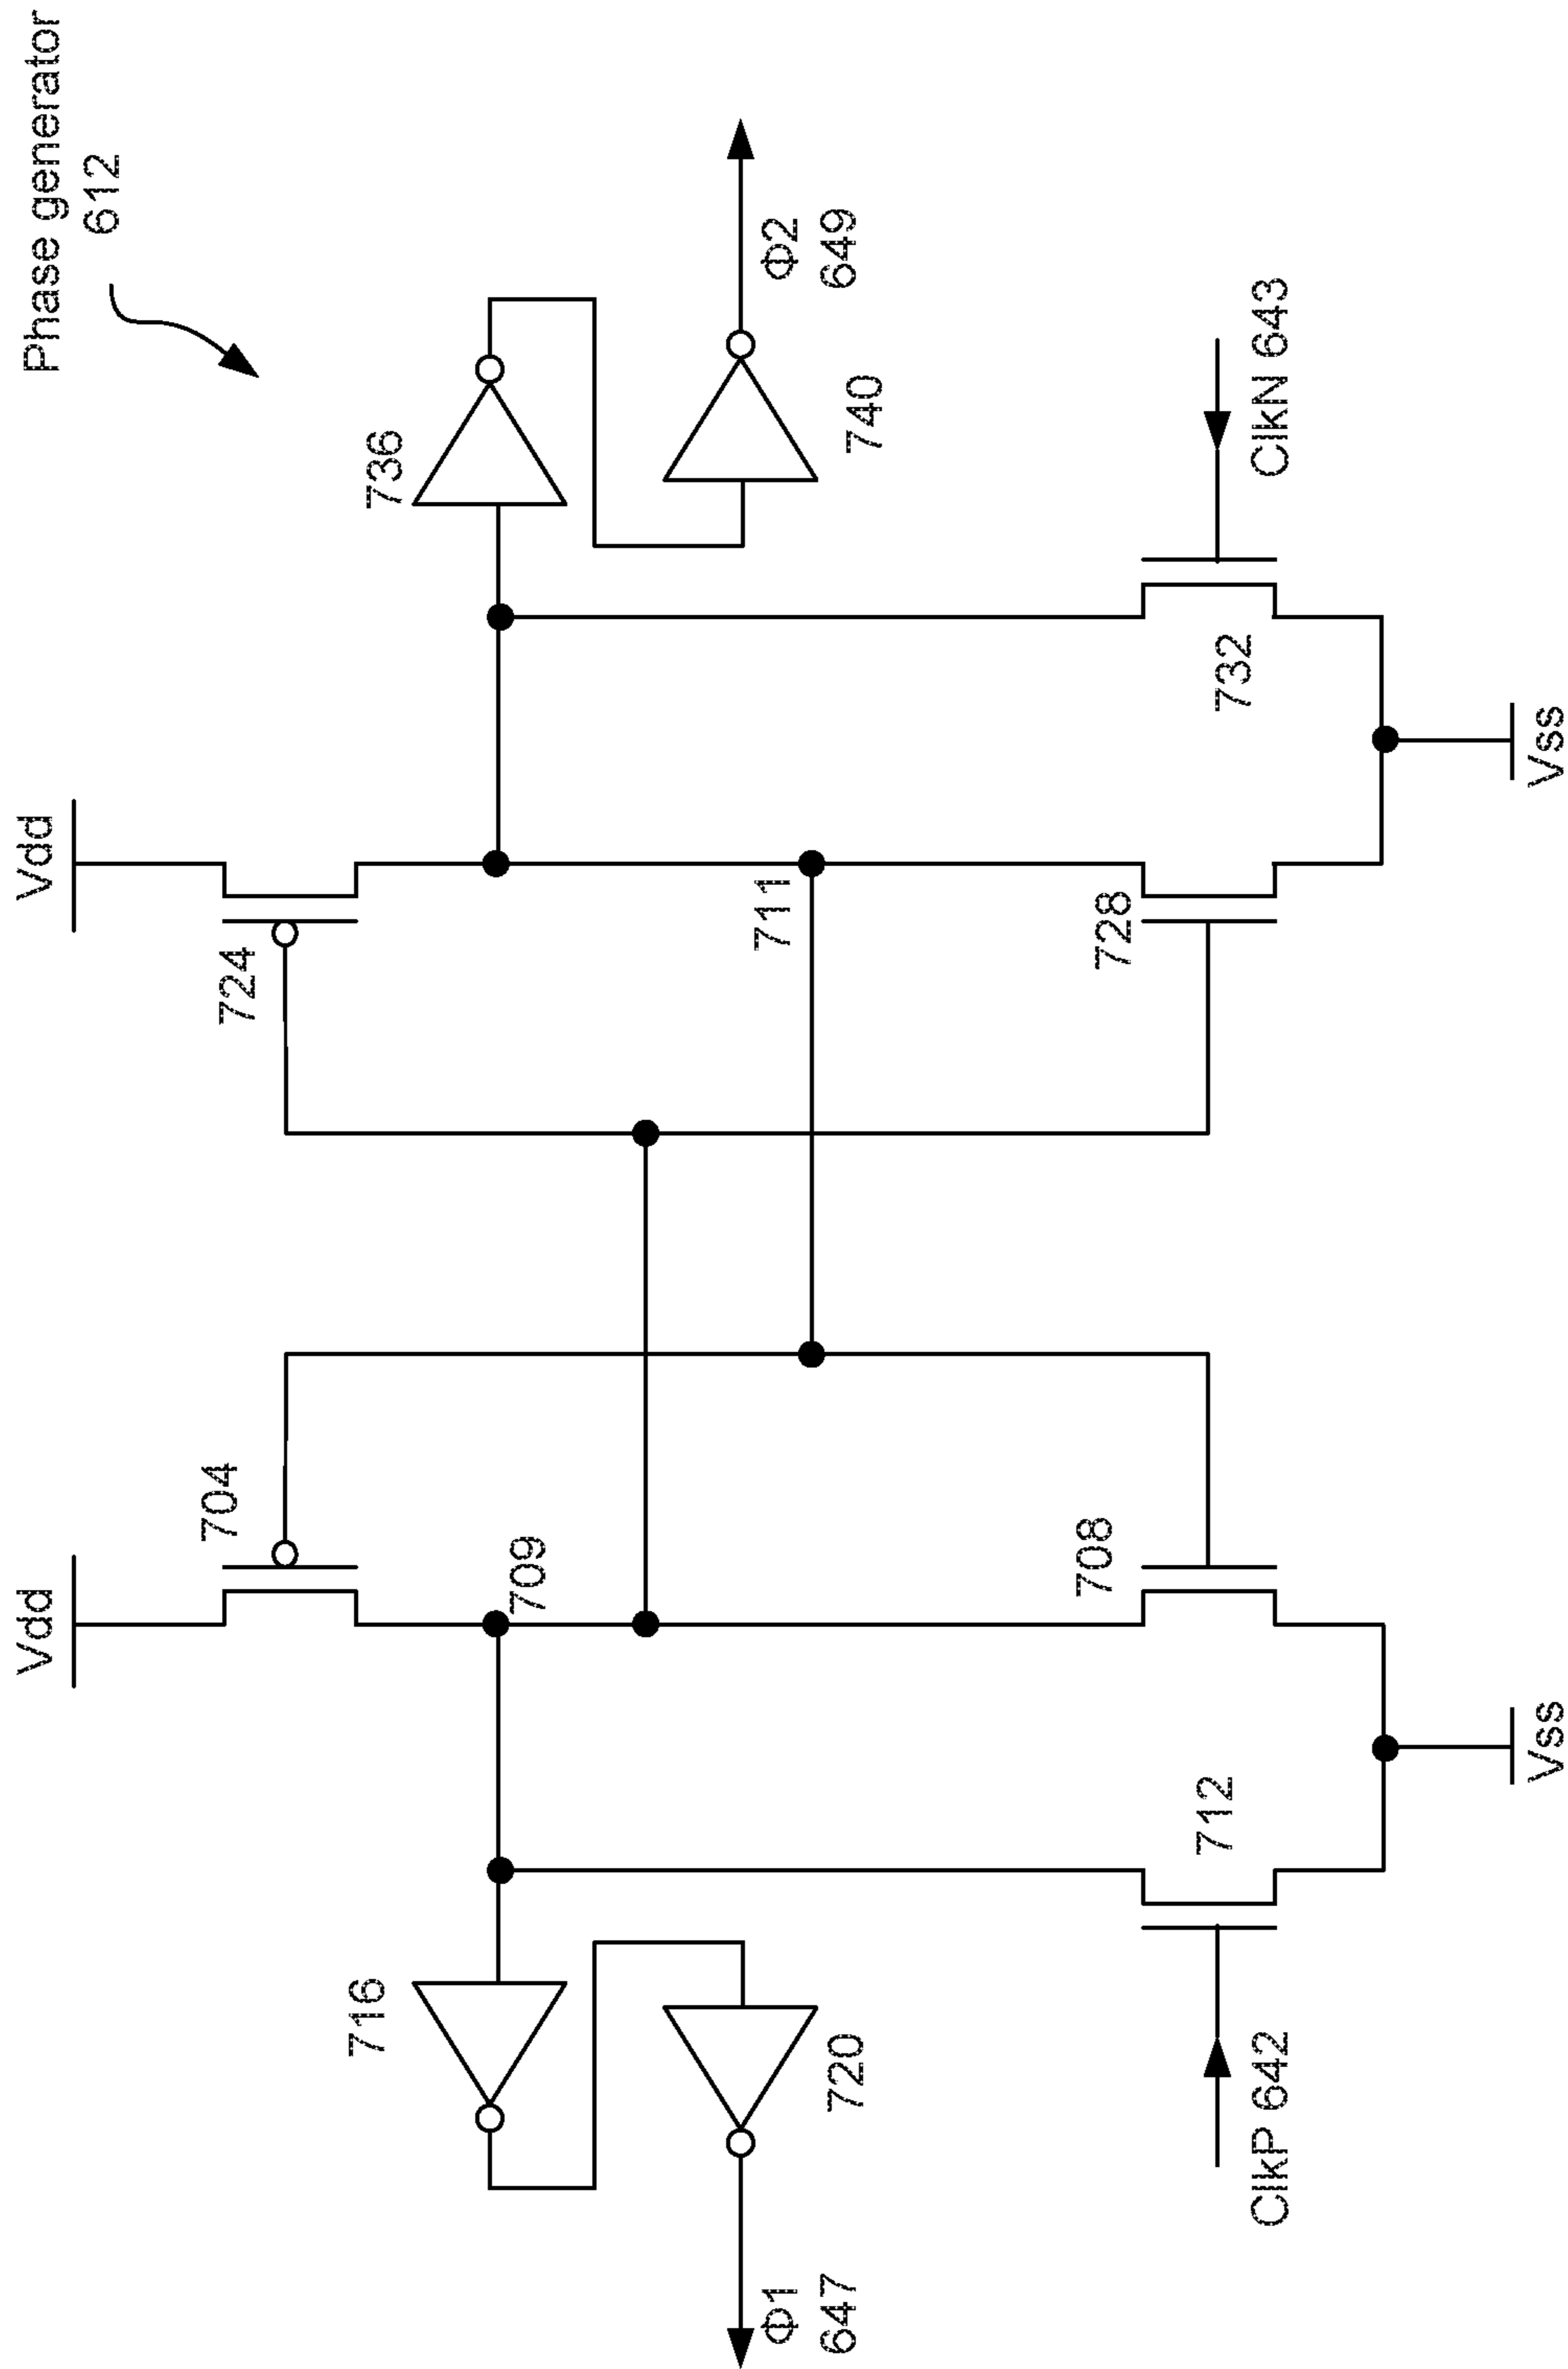 Phase generator
612
Vdd
Vdd
704
724
716
736
709
711
Φ1
647
Φ2
649
720
740
708
728
712
732
ClkP 642
ClkN 643
Vss
Vss